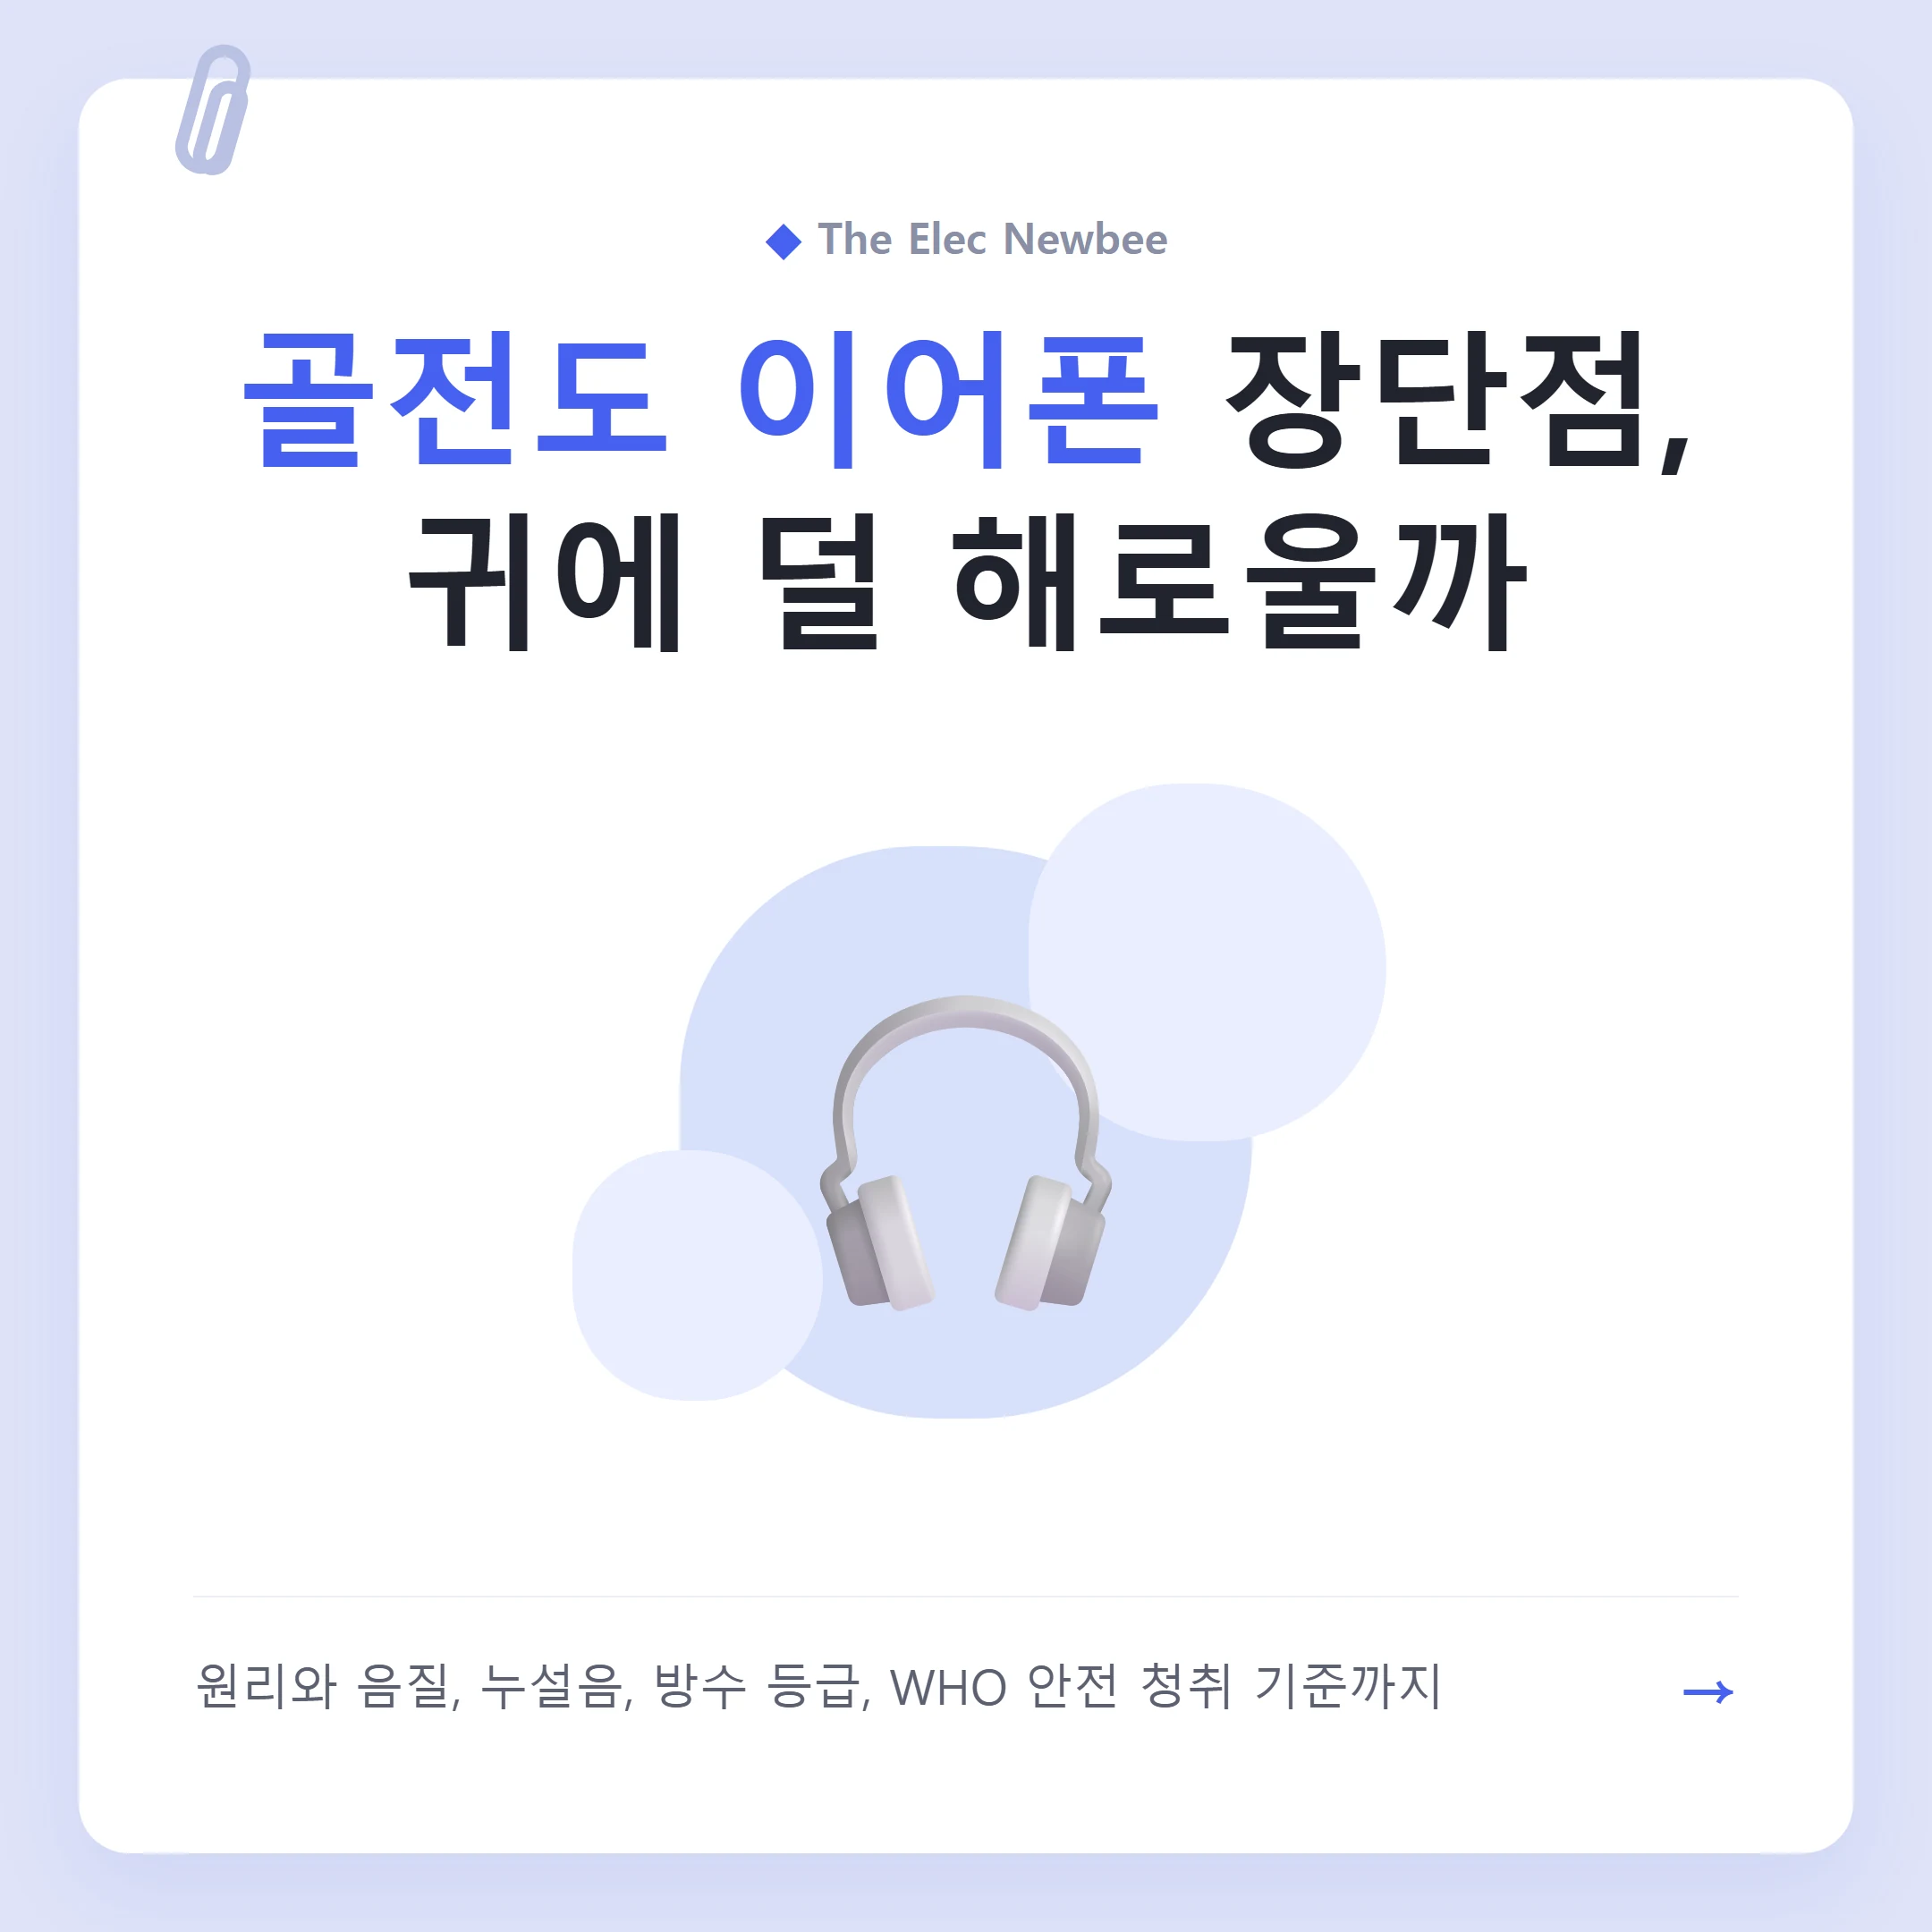 The Elec Newbee
골전도 이어폰 장단점,
귀에 덜 해로울까
원리와 음질, 누설음, 방수 등급, WHO 안전 청취 기준까지 →